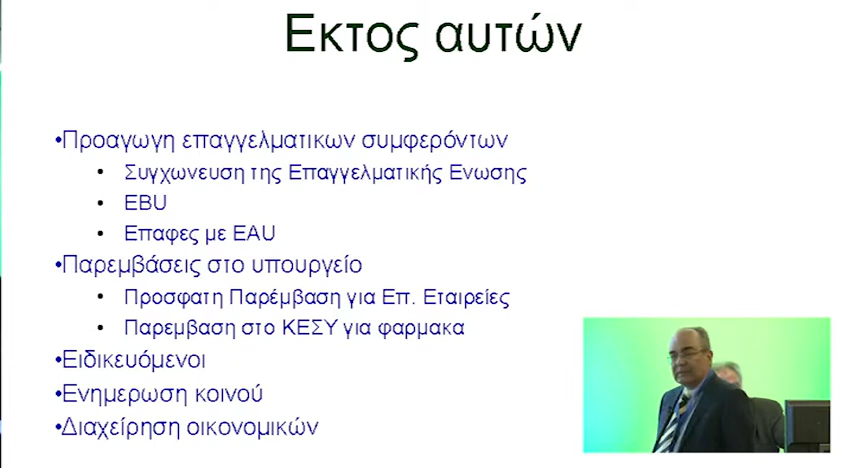 Εκτος αυτών
•Προαγωγη επαγγελματικων συμφερόντων
• Συγχωνευση της Επαγγελματικής Ενωσης
• EBU
• Επαφες με EAU
•Παρεμβάσεις στο υπουργείο
• Προσφατη Παρέμβαση για Επ. Εταιρείες
• Παρεμβαση στο ΚΕΣΥ για φαρμακα
•Ειδικευόμενοι
•Ενημερωση κοινού
•Διαχείρηση οικονομικών